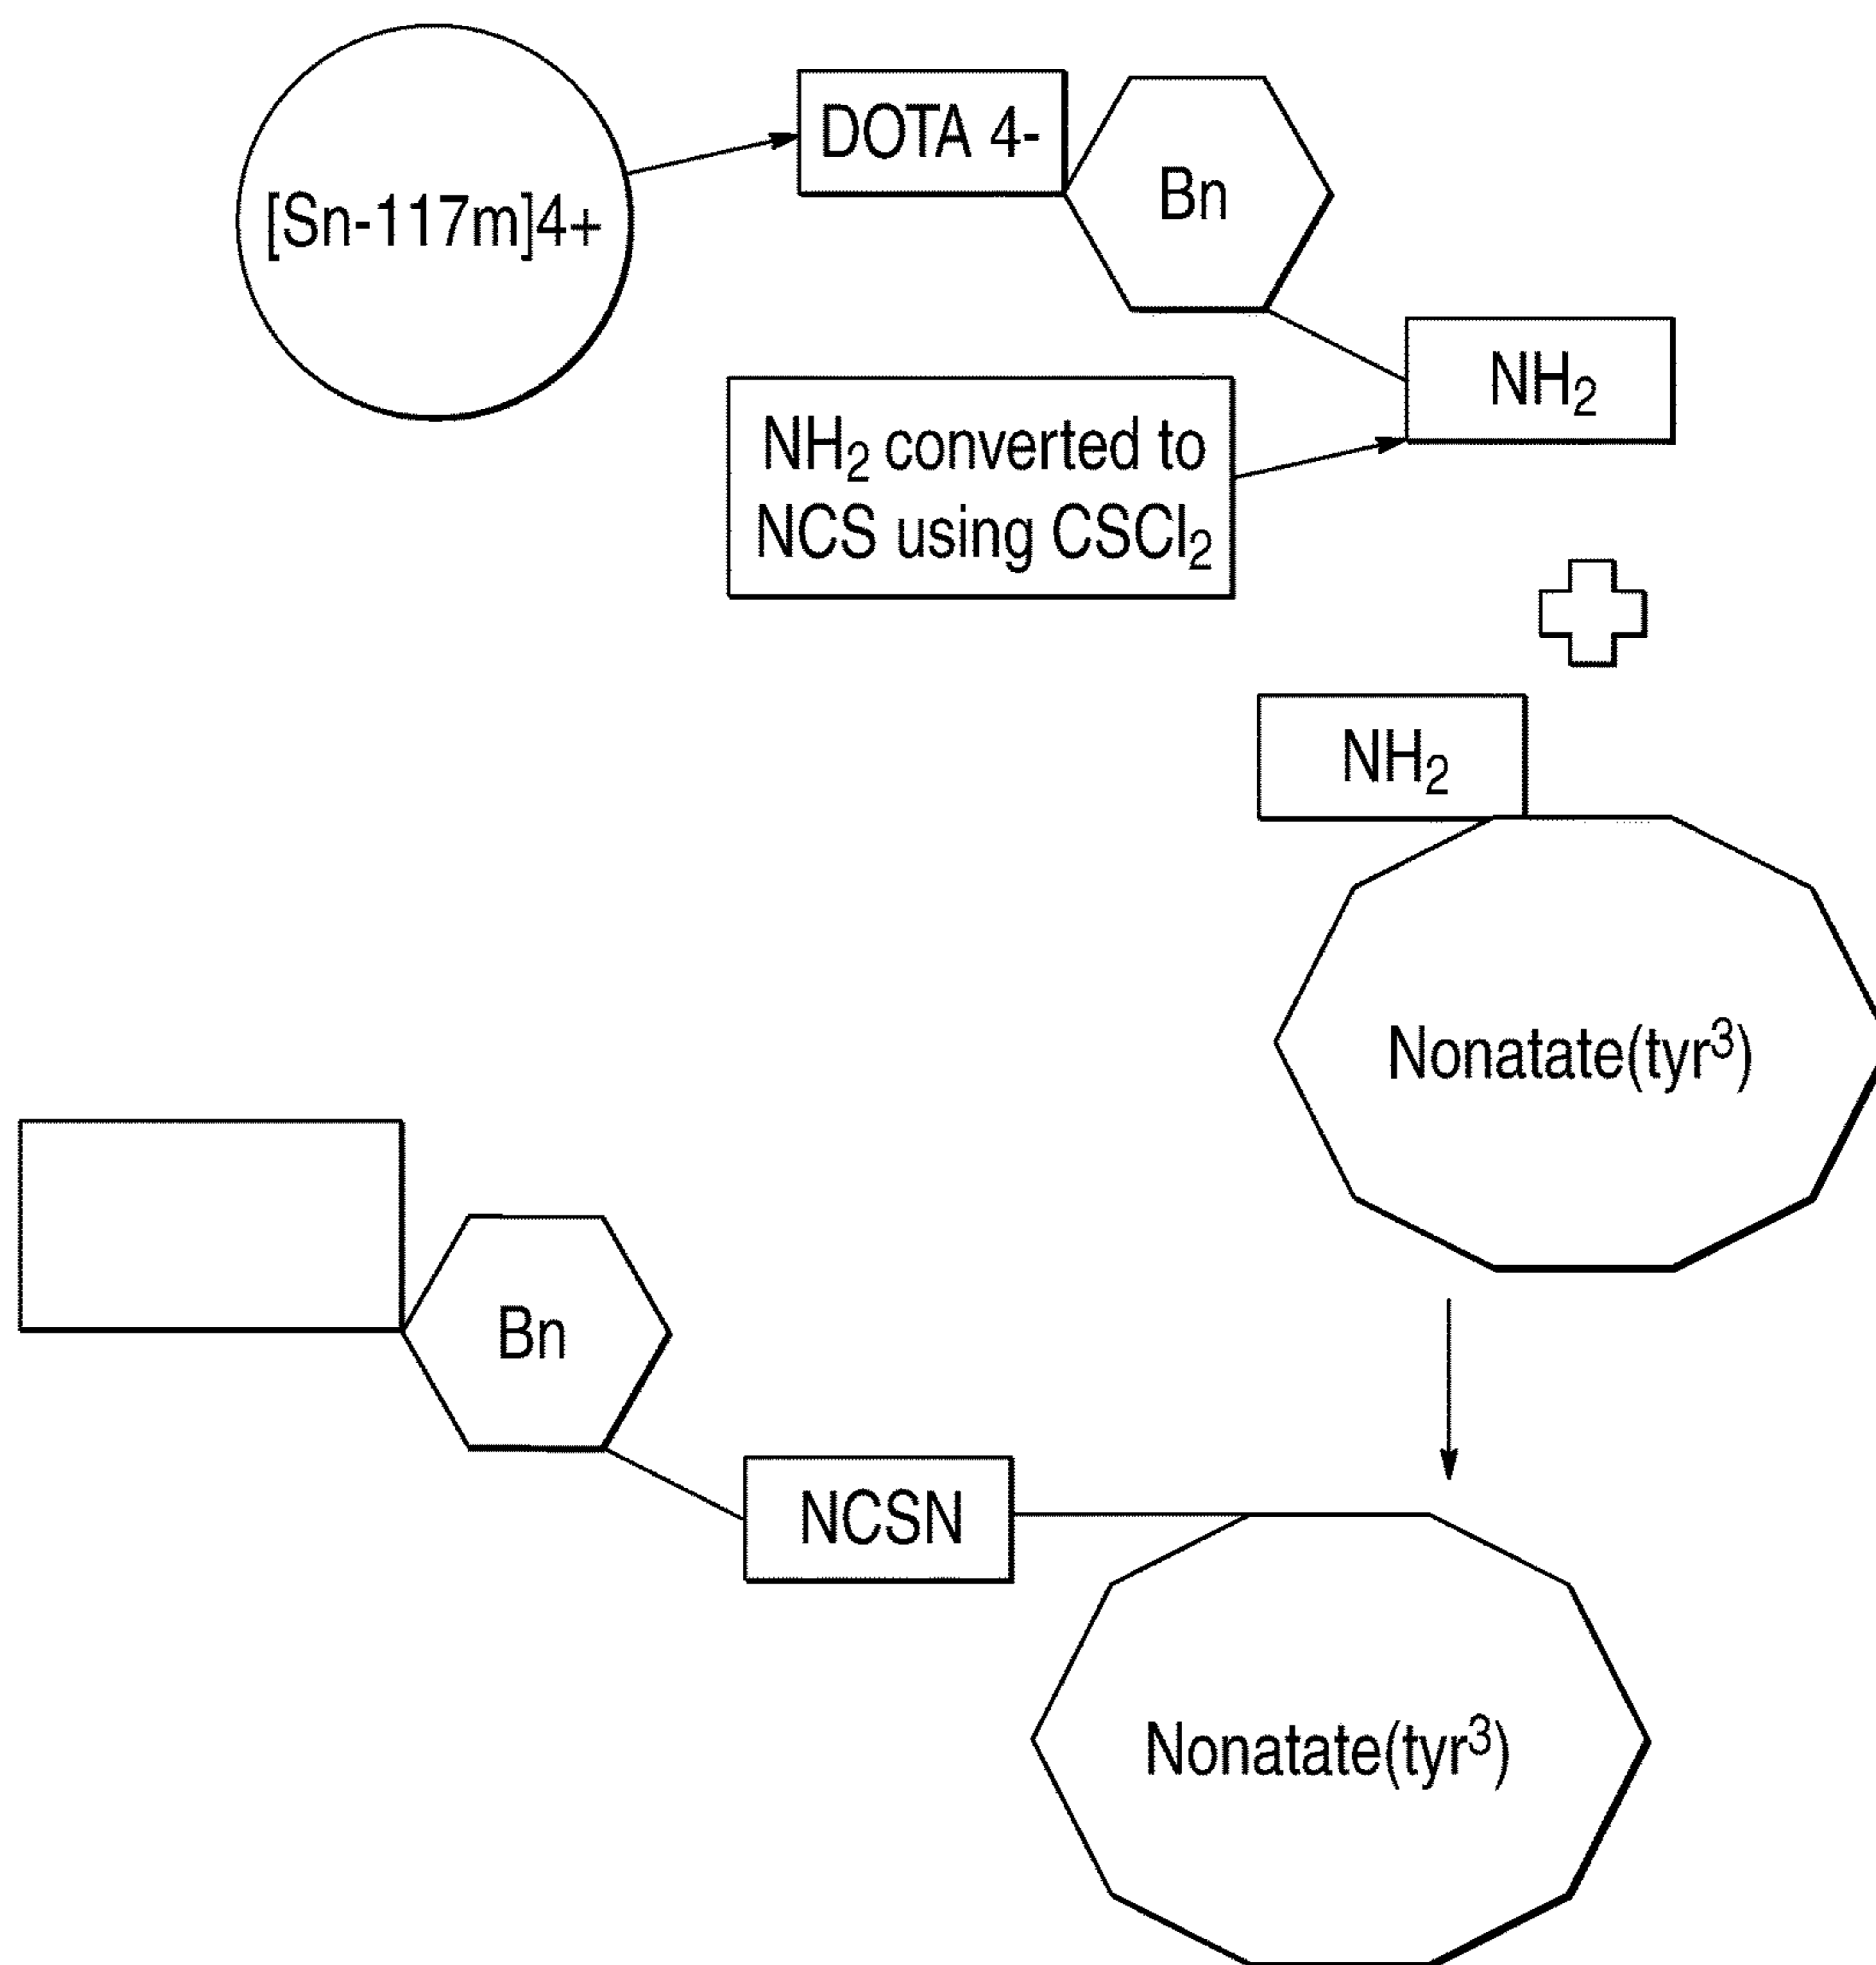 [Sn-117m]4+
DOTA 4-
Bn
NH₂
NH₂ converted to
NCS using CSCl₂
NH₂
Nonatate(tyr³)
Bn
NCSN
Nonatate(tyr³)